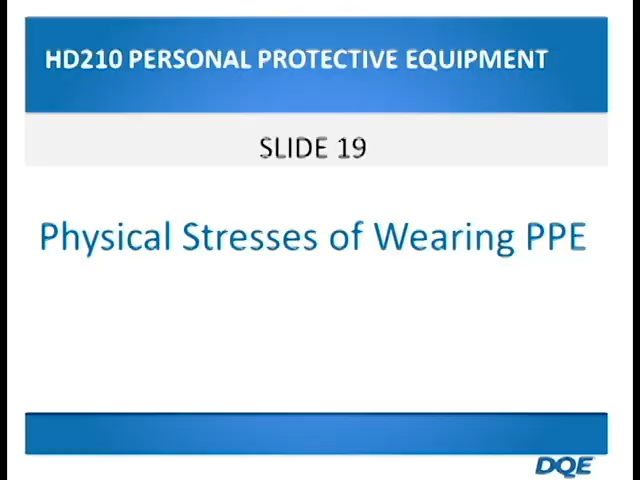 HD210 PERSONAL PROTECTIVE EQUIPMENT
SLIDE 19
Physical Stresses of Wearing PPE
DQE